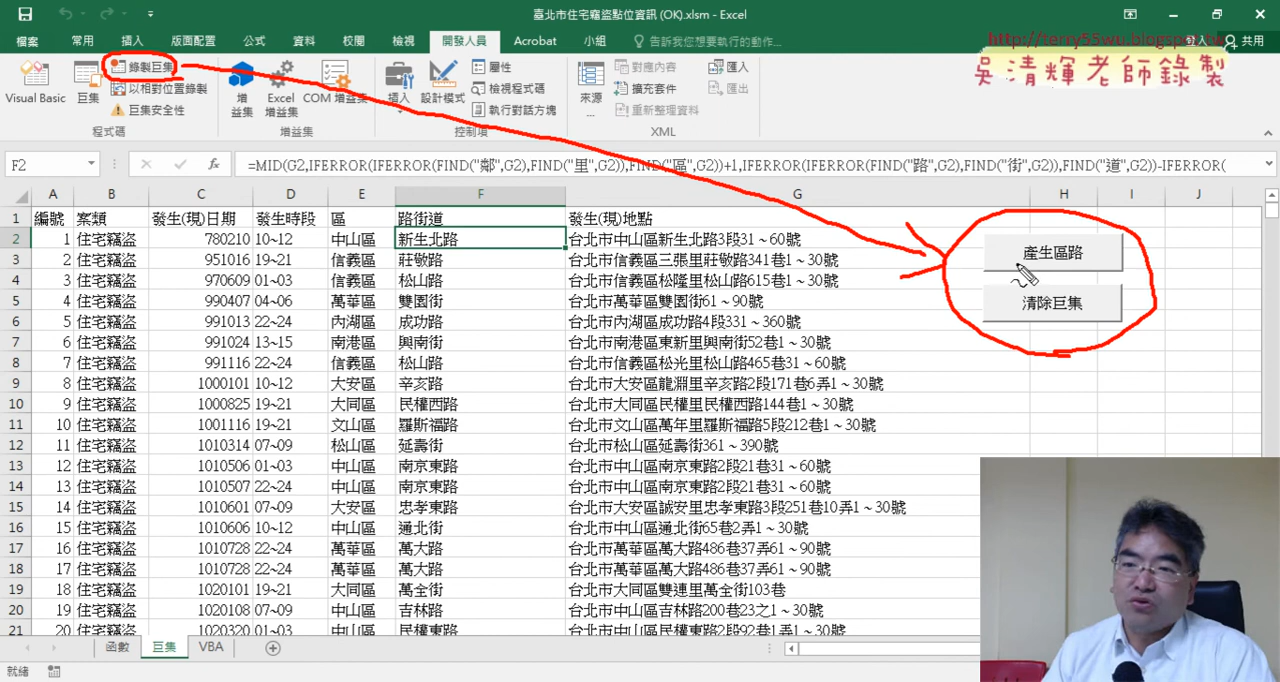 臺北市住宅竊盜點位資訊 (OK).xlsm - Excel
http://terry55wu.blogspot.tw
吳清輝老師錄製
檔案 常用 插入 版面配置 公式 資料 校閱 檢視 開發人員 Acrobat 小組 告訴我您想要執行的動作... 登入 共用
Visual Basic 巨集 錄製巨集 以相對位置錄製 巨集安全性 程式碼
增益集 Excel 增益集 COM 增益集 增益集
插入 設計模式 屬性 檢視程式碼 執行對話方塊 控制項
來源... 對應內容 擴充套件 重新整理資料 匯入 匯出 XML
F2 fx =MID(G2,IFERROR(IFERROR(FIND("鄰",G2),FIND("里",G2)),FIND("區",G2))+1,IFERROR(IFERROR(FIND("路",G2),FIND("街",G2)),FIND("道",G2))-IFERROR(
A B C D E F G H I J
1 編號 案類 發生(現)日期 發生時段 區 路街道 發生(現)地點
2 1 住宅竊盜 780210 10~12 中山區 新生北路 台北市中山區新生北路3段31～60號
3 2 住宅竊盜 951016 19~21 信義區 莊敬路 台北市信義區三張里莊敬路341巷1～30號
4 3 住宅竊盜 970609 01~03 信義區 松山路 台北市信義區松隆里松山路615巷1～30號
5 4 住宅竊盜 990407 04~06 萬華區 雙園街 台北市萬華區雙園街61～90號
6 5 住宅竊盜 991013 22~24 內湖區 成功路 台北市內湖區成功路4段331～360號
7 6 住宅竊盜 991024 13~15 南港區 興南街 台北市南港區東新里興南街52巷1～30號
8 7 住宅竊盜 991116 22~24 信義區 松山路 台北市信義區松光里松山路465巷31～60號
9 8 住宅竊盜 1000101 10~12 大安區 辛亥路 台北市大安區龍淵里辛亥路2段171巷6弄1～30號
10 9 住宅竊盜 1000825 19~21 大同區 民權西路 台北市大同區民權里民權西路144巷1～30號
11 10 住宅竊盜 1001116 19~21 文山區 羅斯福路 台北市文山區萬年里羅斯福路5段212巷1～30號
12 11 住宅竊盜 1010314 07~09 松山區 延壽街 台北市松山區延壽街361～390號
13 12 住宅竊盜 1010506 01~03 中山區 南京東路 台北市中山區南京東路2段21巷31～60號
14 13 住宅竊盜 1010507 22~24 中山區 南京東路 台北市中山區南京東路2段21巷31～60號
15 14 住宅竊盜 1010601 07~09 大安區 忠孝東路 台北市大安區誠安里忠孝東路3段251巷10弄1～30號
16 15 住宅竊盜 1010606 10~12 中山區 通北街 台北市中山區通北街65巷2弄1～30號
17 16 住宅竊盜 1010728 22~24 萬華區 萬大路 台北市萬華區萬大路486巷37弄61～90號
18 17 住宅竊盜 1010728 22~24 萬華區 萬大路 台北市萬華區萬大路486巷37弄61～90號
19 18 住宅竊盜 1020101 19~21 大同區 萬全街 台北市大同區雙連里萬全街103巷
20 19 住宅竊盜 1020108 07~09 中山區 吉林路 台北市中山區吉林路200巷23之1～30號
21 20 住宅竊盜 1020320 01~03 中山區 民權東路 台北市中山區民權東路2段92巷1弄1～30號
產生區路
清除巨集
函數 巨集 VBA
就緒